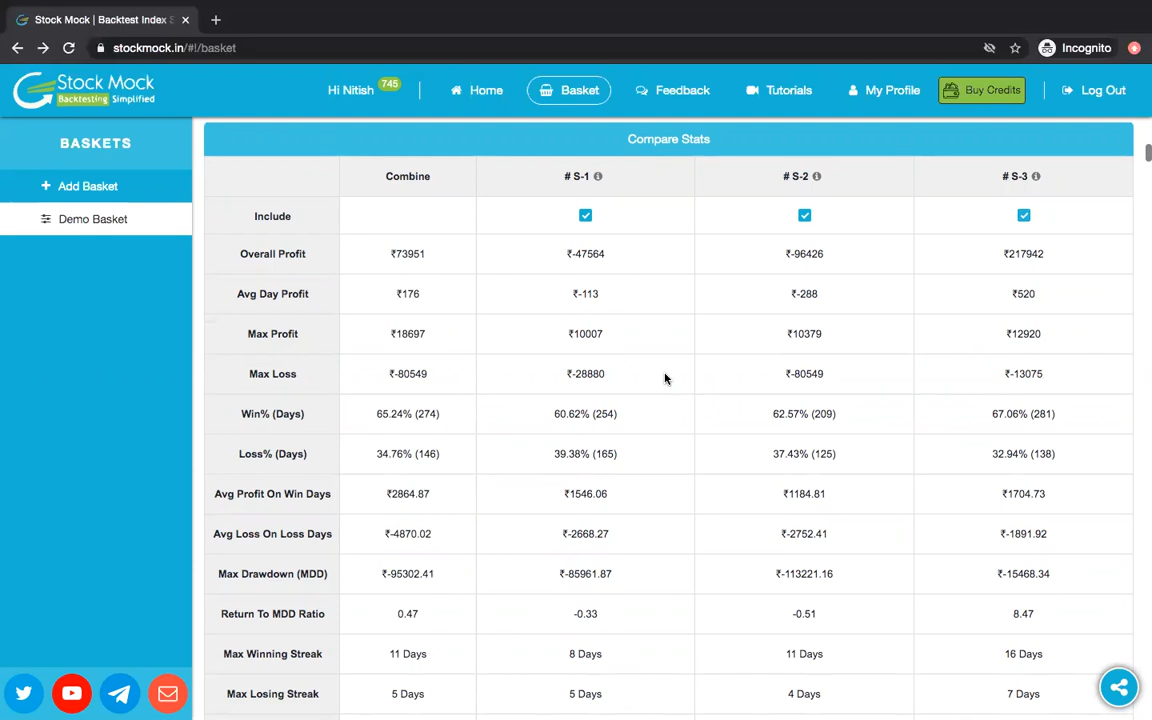 Stock Mock | Backtest Index S
stockmock.in/#!/basket
Incognito
Stock Mock
Backtesting Simplified
Hi Nitish 745
Home
Basket
Feedback
Tutorials
My Profile
Buy Credits
Log Out
BASKETS
Add Basket
Demo Basket
Compare Stats
Combine # S-1 # S-2 # S-3
Include
Overall Profit ₹73951 ₹-47564 ₹-96426 ₹217942
Avg Day Profit ₹176 ₹-113 ₹-288 ₹520
Max Profit ₹18697 ₹10007 ₹10379 ₹12920
Max Loss ₹-80549 ₹-28880 ₹-80549 ₹-13075
Win% (Days) 65.24% (274) 60.62% (254) 62.57% (209) 67.06% (281)
Loss% (Days) 34.76% (146) 39.38% (165) 37.43% (125) 32.94% (138)
Avg Profit On Win Days ₹2864.87 ₹1546.06 ₹1184.81 ₹1704.73
Avg Loss On Loss Days ₹-4870.02 ₹-2668.27 ₹-2752.41 ₹-1891.92
Max Drawdown (MDD) ₹-95302.41 ₹-85961.87 ₹-113221.16 ₹-15468.34
Return To MDD Ratio 0.47 -0.33 -0.51 8.47
Max Winning Streak 11 Days 8 Days 11 Days 16 Days
Max Losing Streak 5 Days 5 Days 4 Days 7 Days